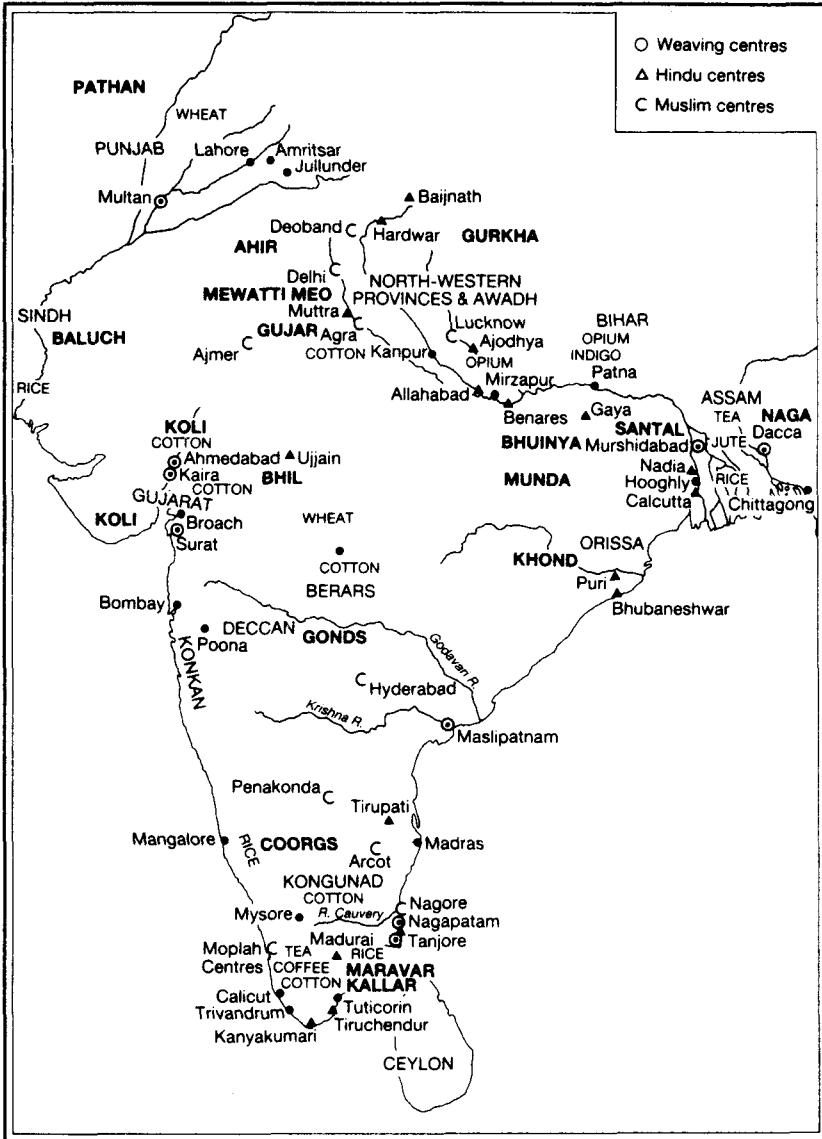 Weaving centres
Hindu centres
Muslim centres
PATHAN
WHEAT
PUNJAB
Lahore
Amritsar
Jullunder
Multan
Baijnath
Deoband
Hardwar
GURKHA
AHIR
Delhi
NORTH-WESTERN
PROVINCES & AWADH
MEWATTI MEO
Muttra
SINDH
BALUCH
GUJAR
Agra
Lucknow
BIHAR
Ajmer
COTTON
Kanpur
Ajodhya
OPIUM
OPIUM
INDIGO
Patna
RICE
Allahabad
Mirzapur
Benares
Gaya
ASSAM
TEA
NAGA
KOLI
COTTON
SANTAL
JUTE
Dacca
Ahmedabad
Ujjain
BHUINYA
Murshidabad
Kaira
COTTON
BHIL
MUNDA
Nadia
RICE
Hooghly
GUJARAT
KOLI
Calcutta
Chittagong
Broach
WHEAT
Surat
ORISSA
COTTON
KHOND
BERARS
Puri
Bombay
Bhubaneshwar
DECCAN
Poona
GONDS
KONKAN
Godavari R.
Hyderabad
Krishna R.
Maslipatnam
Penakonda
Tirupati
Mangalore
RICE
COORGS
Madras
Arcot
KONGUNAD
COTTON
Nagore
Mysore
R. Cauvery
Nagapatam
Madurai
Tanjore
Moplah
Centres
TEA
RICE
COFFEE
MARAVAR
COTTON
KALLAR
Calicut
Trivandrum
Tuticorin
Tiruchendur
Kanyakumari
CEYLON